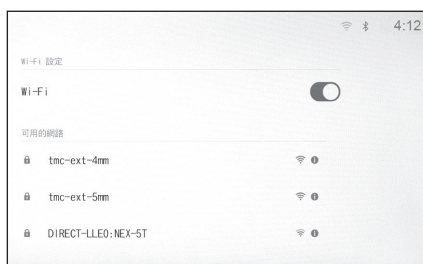 4:12
Wi-Fi 設定
Wi-Fi
可用的網路
tmc-ext-4mm
tmc-ext-5mm
DIRECT-LLE0:NEX-5T